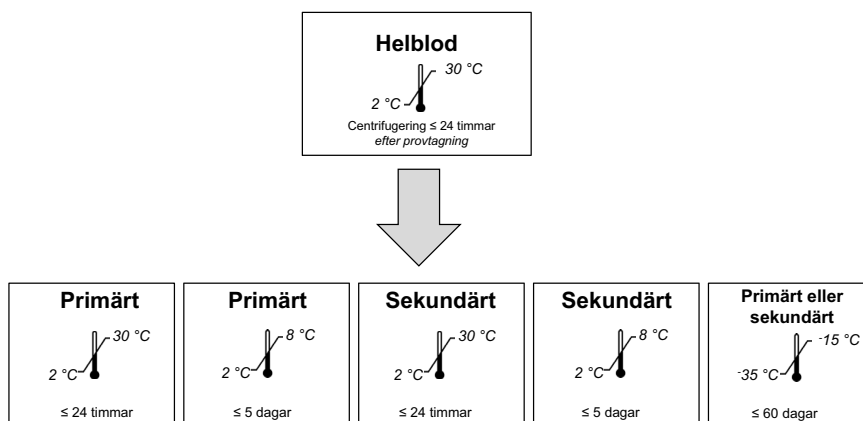 Helblod
30 °C
2 °C
Centrifugering ≤ 24 timmar
efter provtagning
Primärt
30 °C
2 °C
≤ 24 timmar
Primärt
8 °C
2 °C
≤ 5 dagar
Sekundärt
30 °C
2 °C
≤ 24 timmar
Sekundärt
8 °C
2 °C
≤ 5 dagar
Primärt eller
sekundärt
-15 °C
-35 °C
≤ 60 dagar